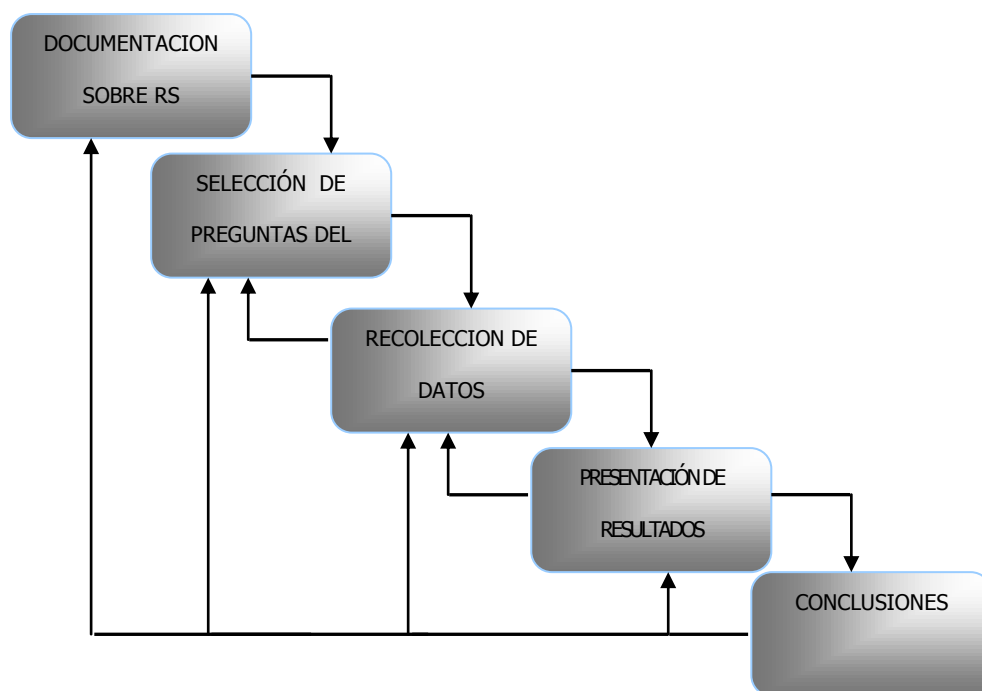 DOCUMENTACION
SOBRE RS
SELECCIÓN DE
PREGUNTAS DEL
RECOLECCION DE
DATOS
PRESENTACIÓN DE
RESULTADOS
CONCLUSIONES